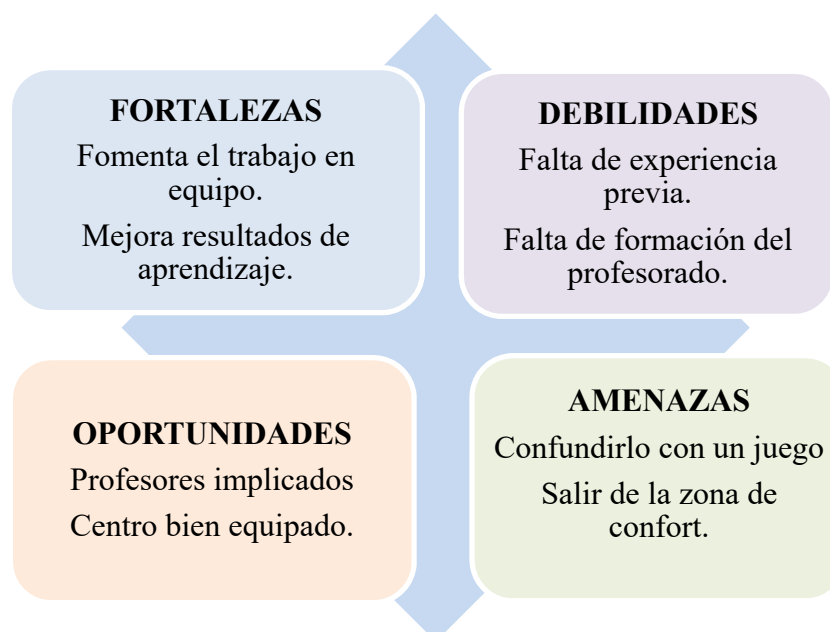 FORTALEZAS
Fomenta el trabajo en
equipo.
Mejora resultados de
aprendizaje.
DEBILIDADES
Falta de experiencia
previa.
Falta de formación del
profesorado.
OPORTUNIDADES
Profesores implicados
Centro bien equipado.
AMENAZAS
Confundirlo con un juego
Salir de la zona de
confort.